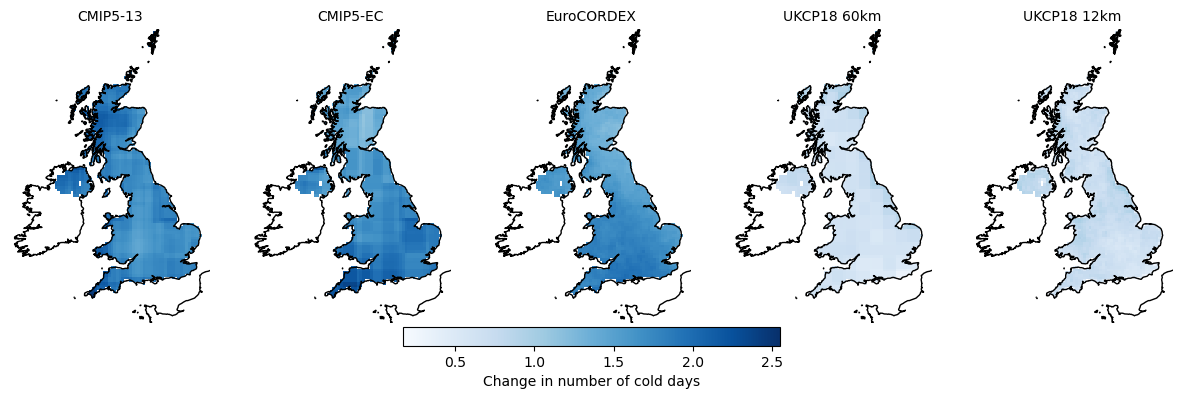 CMIP5-13 CMIP5-EC EuroCORDEX UKCP18 60km UKCP18 12km
0.5 1.0 1.5 2.0 2.5
Change in number of cold days